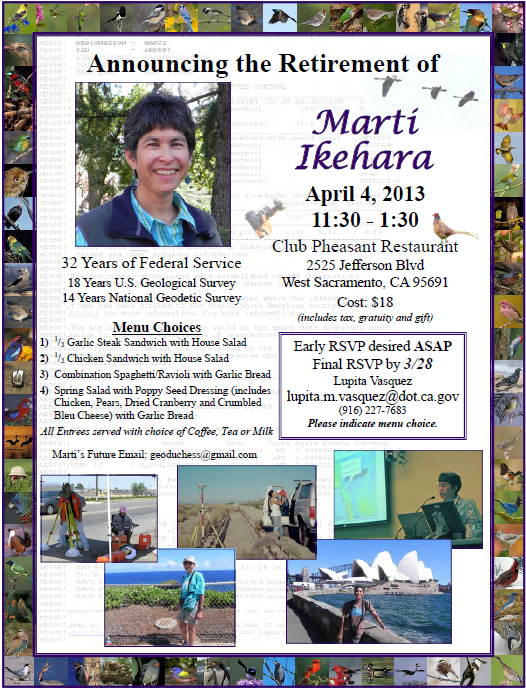 Announcing the Retirement of
Marti
Ikehara
April 4, 2013
11:30 - 1:30
Club Pheasant Restaurant
2525 Jefferson Blvd
West Sacramento, CA 95691
Cost: $18
(includes tax, gratuity and gift)
32 Years of Federal Service
18 Years U.S. Geological Survey
14 Years National Geodetic Survey
Menu Choices
1) ½ Garlic Steak Sandwich with House Salad
2) ½ Chicken Sandwich with House Salad
3) Combination Spaghetti/Ravioli with Garlic Bread
4) Spring Salad with Poppy Seed Dressing (includes
Chicken, Pears, Dried Cranberry and Crumbled
Bleu Cheese) with Garlic Bread
All Entrees served with choice of Coffee, Tea or Milk
Marti's Future Email: geoduchess@gmail.com
Early RSVP desired ASAP
Final RSVP by 3/28
Lupita Vasquez
lupita.m.vasquez@dot.ca.gov
(916) 227-7683
Please indicate menu choice.